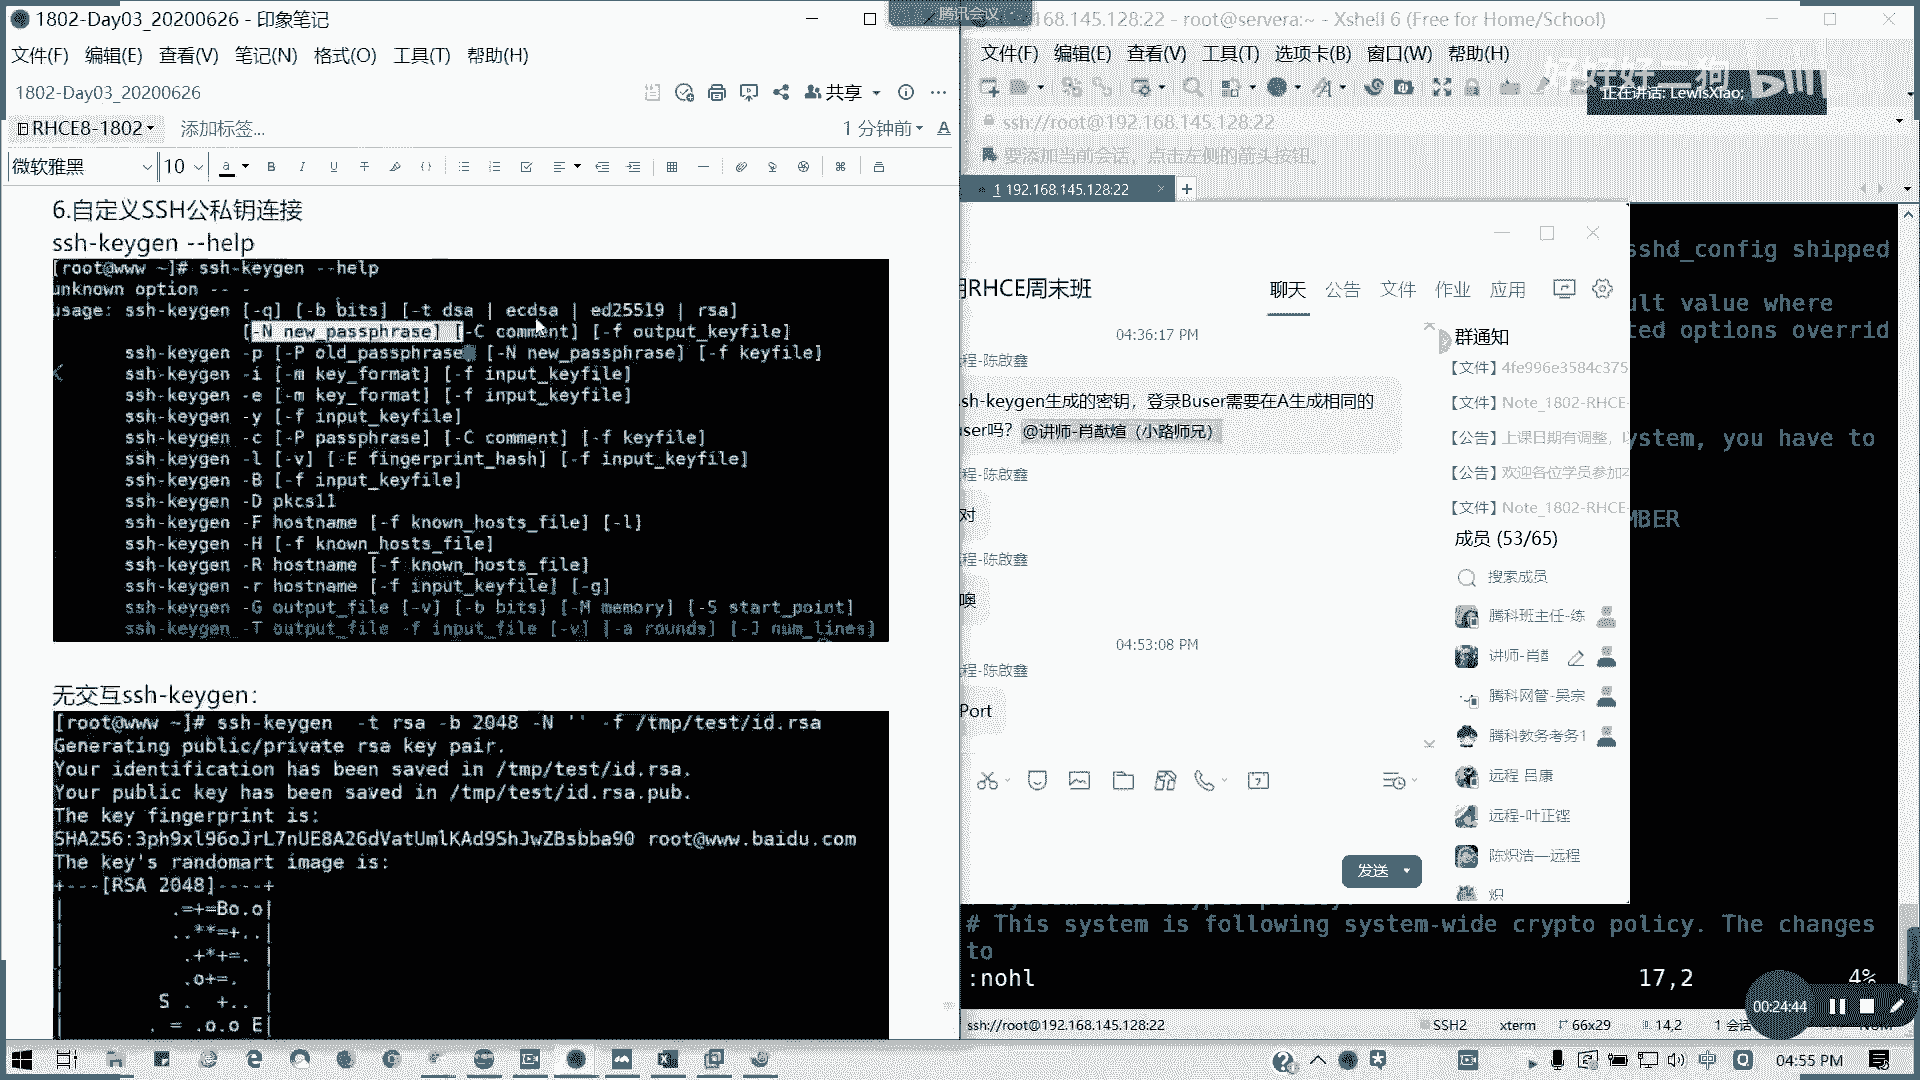 1802-Day03_20200626 - 印象笔记
文件(F) 编辑(E) 查看(V) 笔记(N) 格式(O) 工具(T) 帮助(H)
1802-Day03_20200626
共享
RHCE8-1802
添加标签...
1 分钟前
微软雅黑
10
6.自定义SSH公私钥连接
ssh-keygen --help
[root@www ~]# ssh-keygen --help
unknown option -- -
usage: ssh-keygen [-q] [-b bits] [-t dsa | ecdsa | ed25519 | rsa]
[-N new_passphrase] [-C comment] [-f output_keyfile]
ssh-keygen -p [-P old_passphrase] [-N new_passphrase] [-f keyfile]
ssh-keygen -i [-m key_format] [-f input_keyfile]
ssh-keygen -e [-m key_format] [-f input_keyfile]
ssh-keygen -y [-f input_keyfile]
ssh-keygen -c [-P passphrase] [-C comment] [-f keyfile]
ssh-keygen -l [-v] [-E fingerprint_hash] [-f input_keyfile]
ssh-keygen -B [-f input_keyfile]
ssh-keygen -D pkcs11
ssh-keygen -F hostname [-f known_hosts_file] [-l]
ssh-keygen -H [-f known_hosts_file]
ssh-keygen -R hostname [-f known_hosts_file]
ssh-keygen -r hostname [-f input_keyfile] [-g]
ssh-keygen -G output_file [-v] [-b bits] [-M memory] [-S start_point]
ssh-keygen -T output_file -f input_file [-v] [-a rounds] [-J num_lines]
无交互ssh-keygen：
[root@www ~]# ssh-keygen  -t rsa -b 2048 -N '' -f /tmp/test/id.rsa
Generating public/private rsa key pair.
Your identification has been saved in /tmp/test/id.rsa.
Your public key has been saved in /tmp/test/id.rsa.pub.
The key fingerprint is:
SHA256:3ph9xl96oJrL7nUE8A26dVatUmlKAd9ShJwZBsbba90 root@www.baidu.com
The key's randomart image is:
+---[RSA 2048]----+
|        .=+=Bo.o|
|        ..**=+..|
|         .+*+=. |
|         .o+=.  |
|       S .  +.. |
|      . = .o.o E|
腾讯会议
168.145.128:22 - root@servera:~ - Xshell 6 (Free for Home/School)
文件(F) 编辑(E) 查看(V) 工具(T) 选项卡(B) 窗口(W) 帮助(H)
好好好二狗
正在讲话: LewisXiao;
ssh://root@192.168.145.128:22
要添加当前会话，点击左侧的箭头按钮。
1 192.168.145.128:22
sshd_config shipped
ult value where
ted options overrid
ystem, you have to
MBER
RHCE周末班
聊天 公告 文件 作业 应用
04:36:17 PM
程-陈啟鑫
sh-keygen生成的密钥，登录Buser需要在A生成相同的
user吗？ @讲师-肖猷煊（小路师兄）
程-陈啟鑫
对
程-陈啟鑫
噢
04:53:08 PM
程-陈啟鑫
Port
发送
群通知
【文件】4fe996e3584c375
【文件】Note_1802-RHCE-
【公告】上课日期有调整，
【公告】欢迎各位学员参加
【文件】Note_1802-RHCE-
成员 (53/65)
搜索成员
腾科班主任-练
讲师-肖
腾科网管-吴宗
腾科教务考务1
远程 吕康
远程-叶正铿
陈炽浩—远程
炽
# This system is following system-wide crypto policy. The changes
to
:nohl
17,2
4%
00:24:44
ssh://root@192.168.145.128:22
SSH2
xterm
66x29
14,2
1 会话
NUM
中
04:55 PM